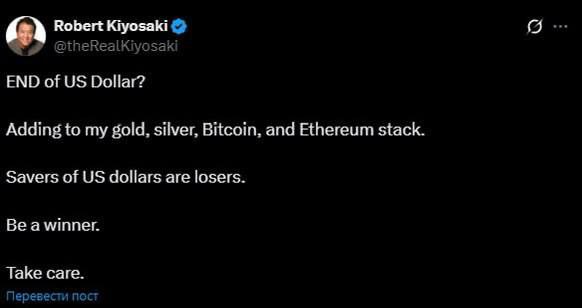 Robert Kiyosaki
@theRealKiyosaki
END of US Dollar?
Adding to my gold, silver, Bitcoin, and Ethereum stack.
Savers of US dollars are losers.
Be a winner.
Take care.
Перевести пост